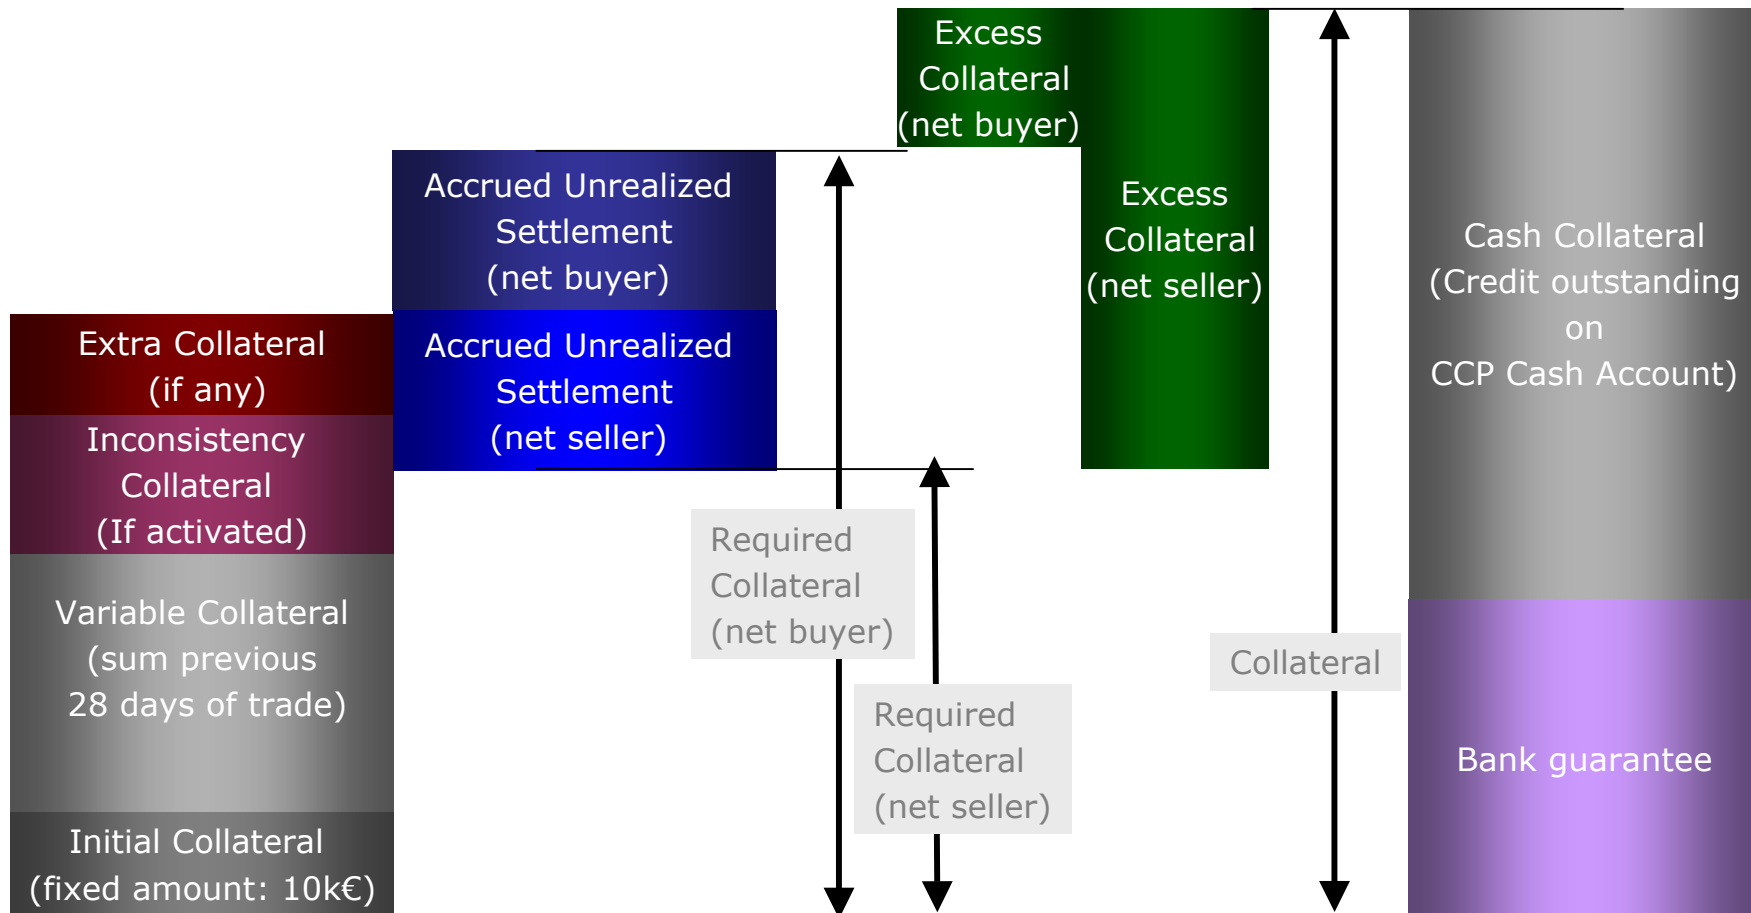 Extra Collateral
(if any)
Inconsistency
Collateral
(If activated)
Variable Collateral
(sum previous
28 days of trade)
Initial Collateral
(fixed amount: 10k€)
Accrued Unrealized
Settlement
(net buyer)
Accrued Unrealized
Settlement
(net seller)
Required
Collateral
(net buyer)
Required
Collateral
(net seller)
Excess
Collateral
(net buyer)
Excess
Collateral
(net seller)
Collateral
Cash Collateral
(Credit outstanding
on
CCP Cash Account)
Bank guarantee